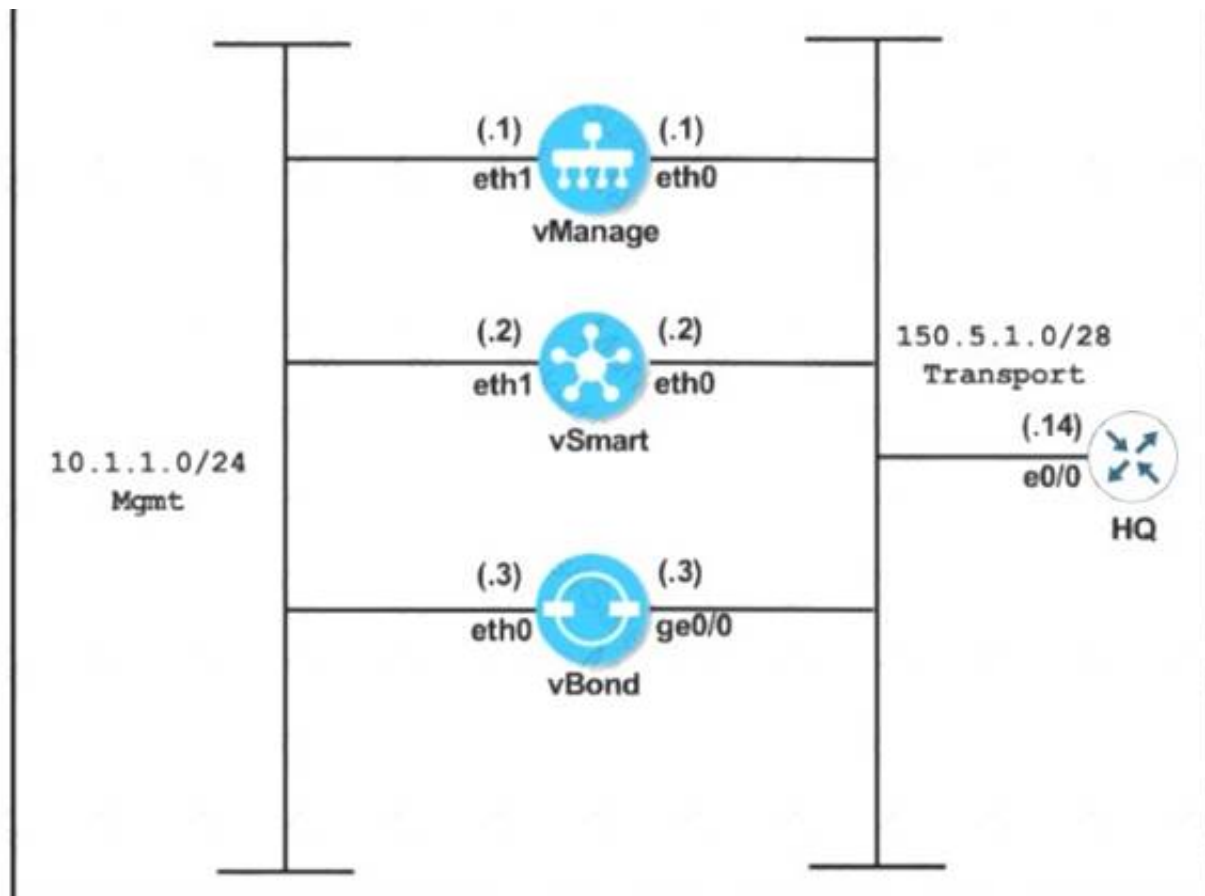 (.1) (.1)
eth1 eth0
vManage
(.2) (.2)
eth1 eth0
vSmart
150.5.1.0/28
Transport
(.14)
e0/0
HQ
10.1.1.0/24
Mgmt
(.3) (.3)
eth0 ge0/0
vBond